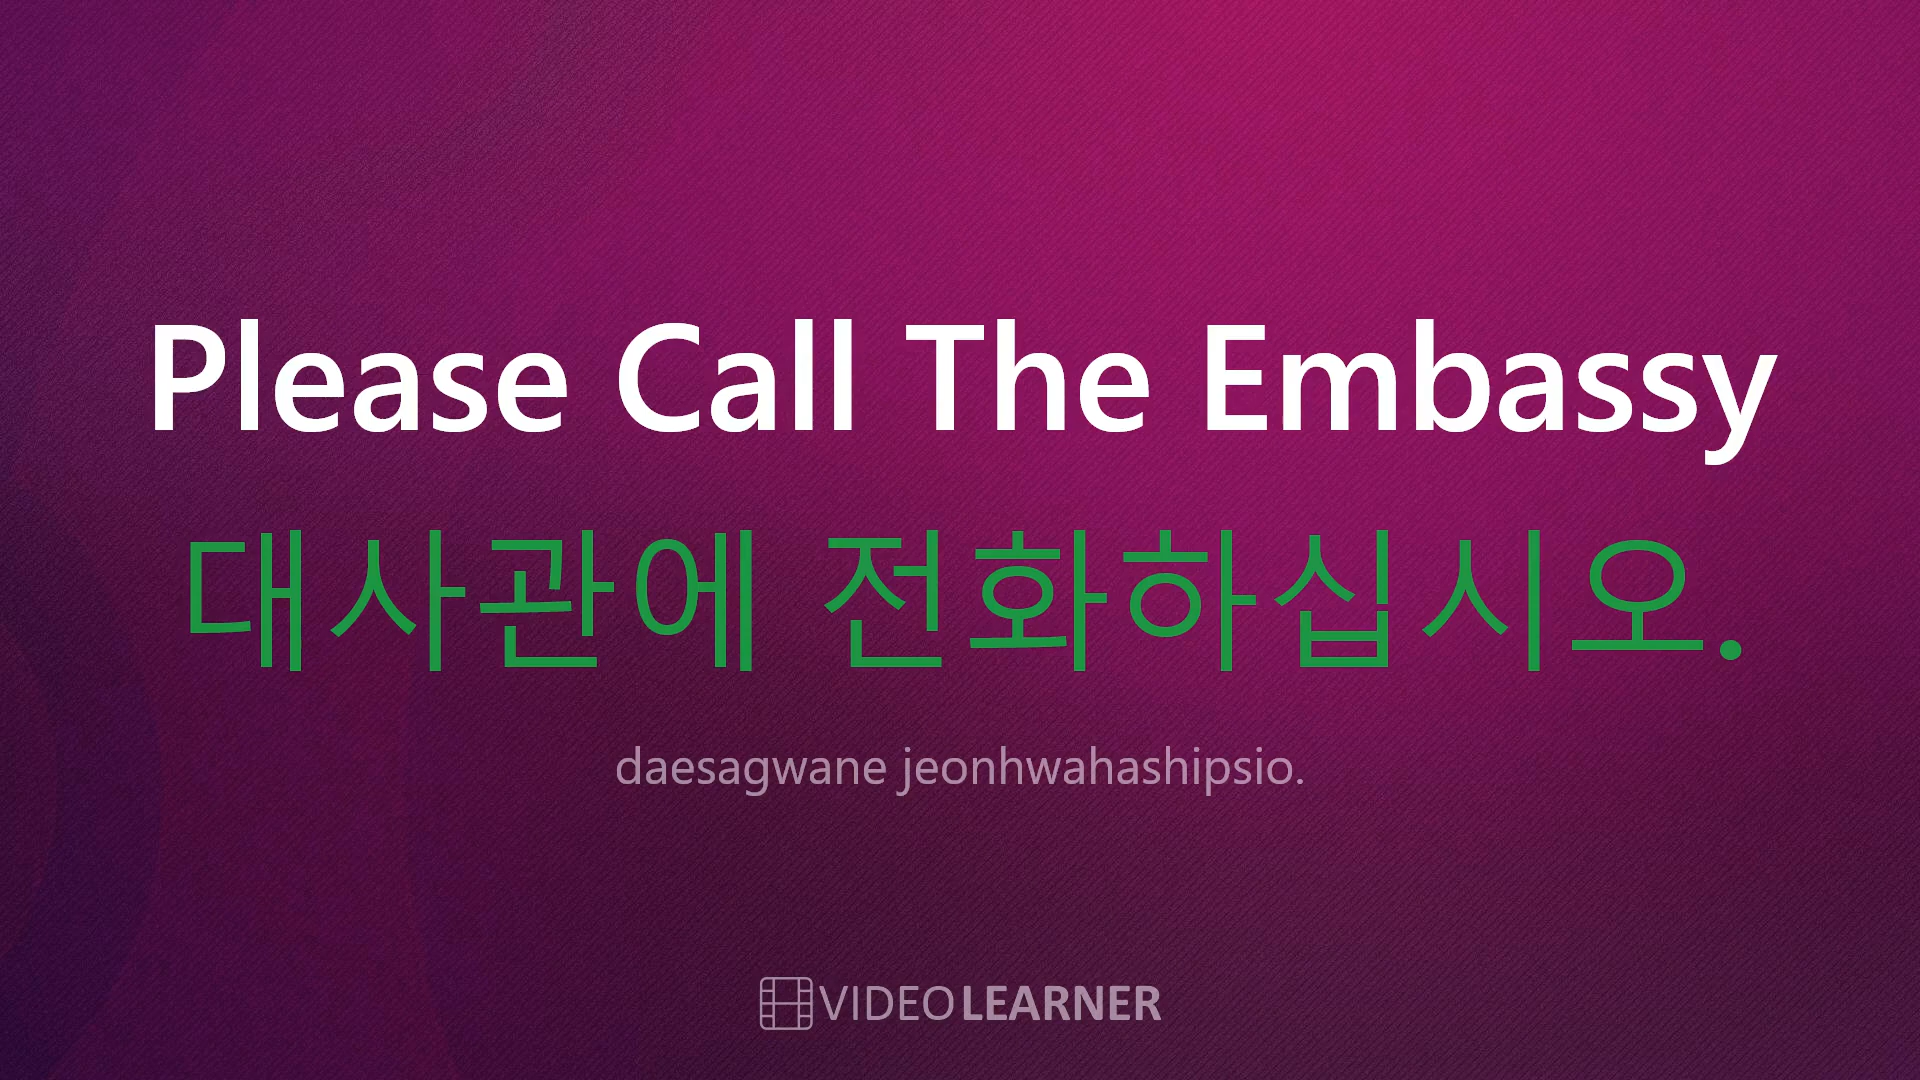 Please Call The Embassy
대사관에 전화하십시오.
daesagwane jeonhwahashipsio.
VIDEOLEARNER